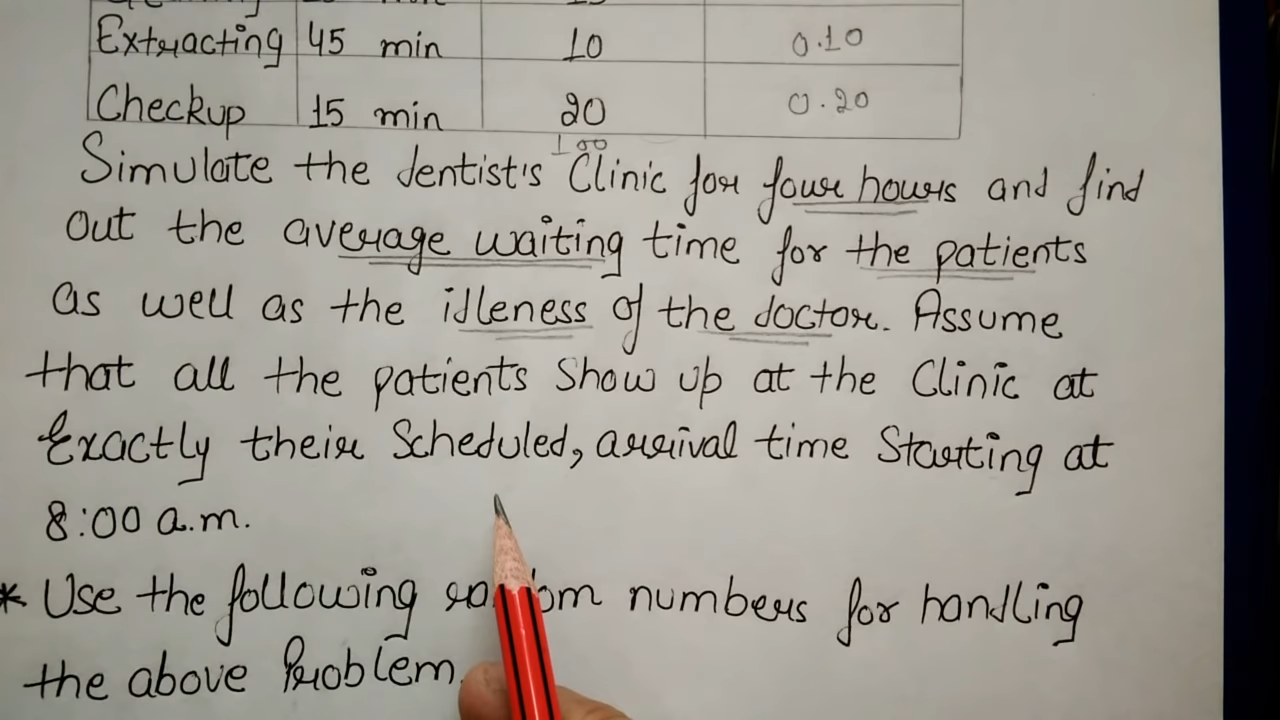 Extracting 45 min 10 0.10
Checkup 15 min 20 0.20
100
Simulate the dentist's Clinic for four hours and find
out the average waiting time for the patients
as well as the idleness of the doctor. Assume
that all the patients Show up at the Clinic at
Exactly their Scheduled, arrival time Starting at
8:00 a.m.
* Use the following numbers for handling
the above Problem.